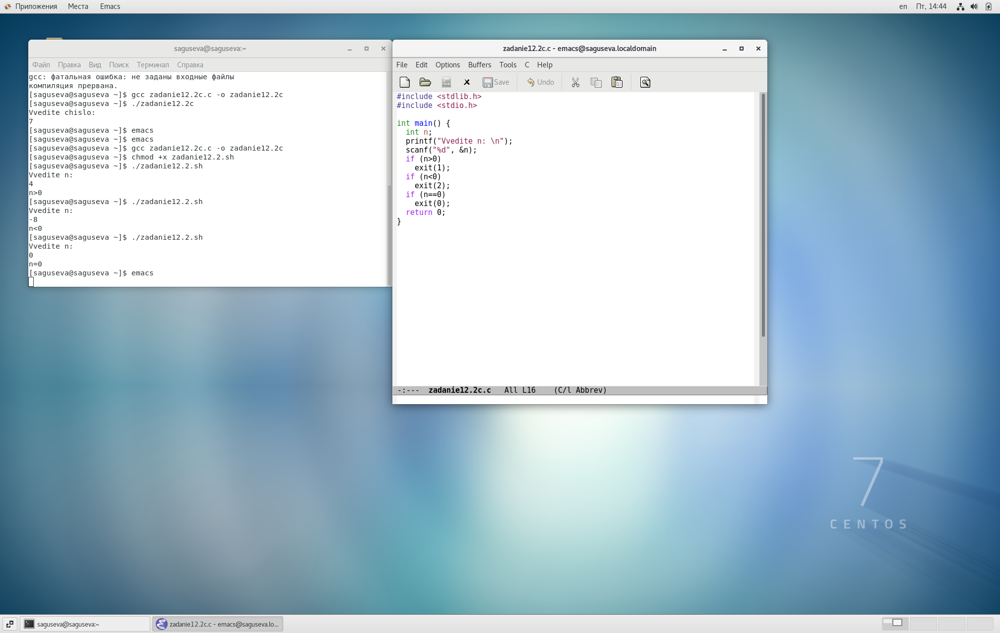 Приложения Места Emacs
en Пт, 14:44
saguseva@saguseva:~
Файл Правка Вид Поиск Терминал Справка
gcc: фатальная ошибка: не заданы входные файлы
компиляция прервана.
[saguseva@saguseva ~]$ gcc zadanie12.2c.c -o zadanie12.2c
[saguseva@saguseva ~]$ ./zadanie12.2c
Vvedite chislo:
7
[saguseva@saguseva ~]$ emacs
[saguseva@saguseva ~]$ emacs
[saguseva@saguseva ~]$ gcc zadanie12.2c.c -o zadanie12.2c
[saguseva@saguseva ~]$ chmod +x zadanie12.2.sh
[saguseva@saguseva ~]$ ./zadanie12.2.sh
Vvedite n:
4
n>0
[saguseva@saguseva ~]$ ./zadanie12.2.sh
Vvedite n:
-8
n<0
[saguseva@saguseva ~]$ ./zadanie12.2.sh
Vvedite n:
0
n=0
[saguseva@saguseva ~]$ emacs
zadanie12.2c.c - emacs@saguseva.localdomain
File Edit Options Buffers Tools C Help
Save Undo
#include <stdlib.h>
#include <stdio.h>
int main() {
  int n;
  printf("Vvedite n: \n");
  scanf("%d", &n);
  if (n>0)
    exit(1);
  if (n<0)
    exit(2);
  if (n==0)
    exit(0);
  return 0;
}
-:--- zadanie12.2c.c All L16 (C/l Abbrev)
7
CENTOS
saguseva@saguseva:~
zadanie12.2c.c - emacs@saguseva.lo...